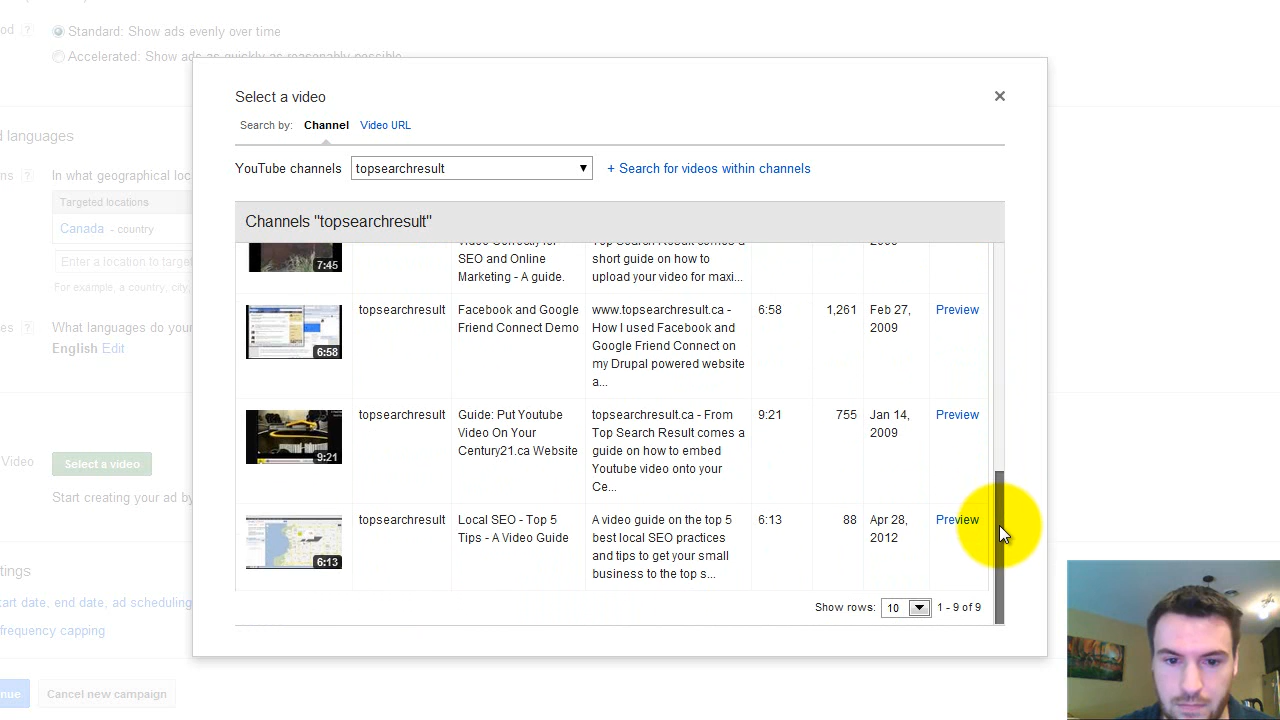 od ? Standard: Show ads evenly over time
Accelerated: Show ads as quickly as reasonably possible.
Select a video
Search by: Channel Video URL
d languages
YouTube channels topsearchresult + Search for videos within channels
ns ? In what geographical loc
Targeted locations
Channels "topsearchresult"
Canada - country
Enter a location to target
For example, a country, city,
7:45
Video Correctly for
SEO and Online
Marketing - A guide.
Top Search Result comes a
short guide on how to
upload your video for maxi...
2009
es ? What languages do your
English Edit
6:58
topsearchresult
Facebook and Google
Friend Connect Demo
www.topsearchresult.ca -
How I used Facebook and
Google Friend Connect on
my Drupal powered website
a...
6:58
1,261
Feb 27,
2009
Preview
9:21
topsearchresult
Guide: Put Youtube
Video On Your
Century21.ca Website
topsearchresult.ca - From
Top Search Result comes a
guide on how to embed
Youtube video onto your
Ce...
9:21
755
Jan 14,
2009
Preview
Video Select a video
Start creating your ad by
6:13
topsearchresult
Local SEO - Top 5
Tips - A Video Guide
A video guide on the top 5
best local SEO practices
and tips to get your small
business to the top s...
6:13
88
Apr 28,
2012
Preview
tings
tart date, end date, ad scheduling
Show rows: 10 1 - 9 of 9
frequency capping
nue Cancel new campaign